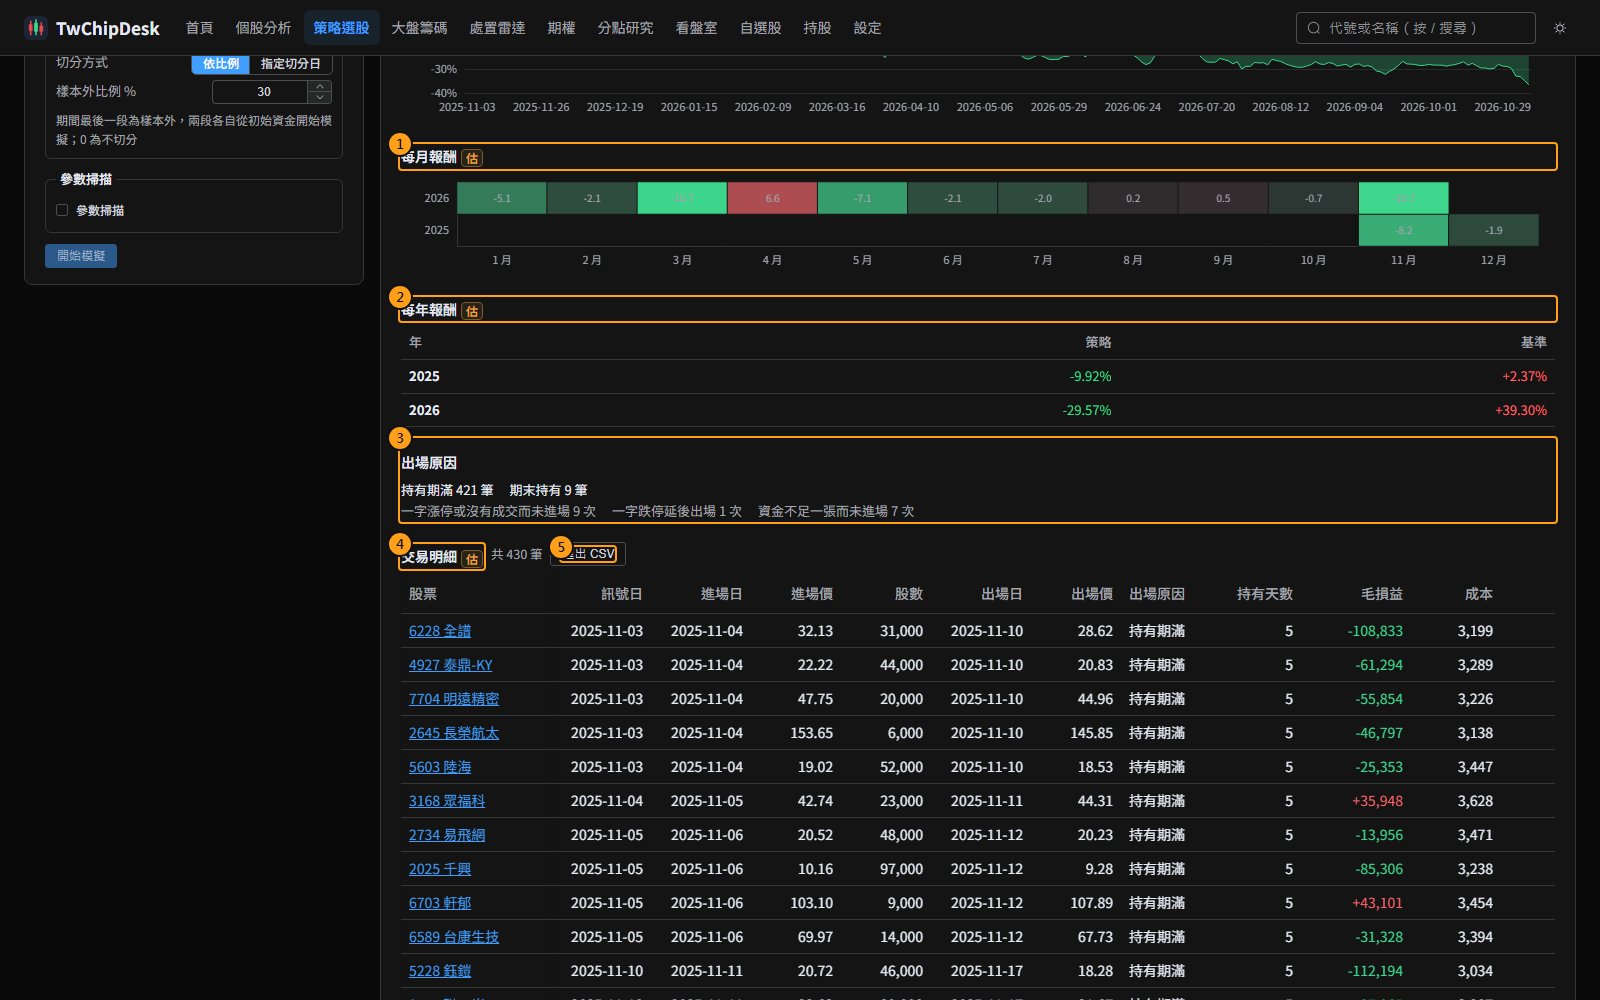 TwChipDesk 首頁 個股分析 策略選股 大盤籌碼 處置雷達 期權 分點研究 看盤室 自選股 持股 設定 代號或名稱（按 / 搜尋）
切分方式 依比例 指定切分日
樣本外比例 % 30
期間最後一段為樣本外，兩段各自從初始資金開始模
擬；0 為不切分
參數掃描
參數掃描
開始模擬
-30%
-40%
2025-11-03 2025-11-26 2025-12-19 2026-01-15 2026-02-09 2026-03-16 2026-04-10 2026-05-06 2026-05-29 2026-06-24 2026-07-20 2026-08-12 2026-09-04 2026-10-01 2026-10-29
1
每月報酬 估
2026 -5.1 -2.1 6.6 -7.1 -2.1 -2.0 0.2 0.5 -0.7
2025 -8.2 -1.9
1月 2月 3月 4月 5月 6月 7月 8月 9月 10月 11月 12月
2
每年報酬 估
年 策略 基準
2025 -9.92% +2.37%
2026 -29.57% +39.30%
3
出場原因
持有期滿 421 筆 期末持有 9 筆
一字漲停或沒有成交而未進場 9 次 一字跌停延後出場 1 次 資金不足一張而未進場 7 次
4 5
交易明細 估 共 430 筆 出 CSV
股票 訊號日 進場日 進場價 股數 出場日 出場價 出場原因 持有天數 毛損益 成本
6228 全譜 2025-11-03 2025-11-04 32.13 31,000 2025-11-10 28.62 持有期滿 5 -108,833 3,199
4927 泰鼎-KY 2025-11-03 2025-11-04 22.22 44,000 2025-11-10 20.83 持有期滿 5 -61,294 3,289
7704 明遠精密 2025-11-03 2025-11-04 47.75 20,000 2025-11-10 44.96 持有期滿 5 -55,854 3,226
2645 長榮航太 2025-11-03 2025-11-04 153.65 6,000 2025-11-10 145.85 持有期滿 5 -46,797 3,138
5603 陸海 2025-11-03 2025-11-04 19.02 52,000 2025-11-10 18.53 持有期滿 5 -25,353 3,447
3168 眾福科 2025-11-04 2025-11-05 42.74 23,000 2025-11-11 44.31 持有期滿 5 +35,948 3,628
2734 易飛網 2025-11-05 2025-11-06 20.52 48,000 2025-11-12 20.23 持有期滿 5 -13,956 3,471
2025 千興 2025-11-05 2025-11-06 10.16 97,000 2025-11-12 9.28 持有期滿 5 -85,306 3,238
6703 軒郁 2025-11-05 2025-11-06 103.10 9,000 2025-11-12 107.89 持有期滿 5 +43,101 3,454
6589 台康生技 2025-11-05 2025-11-06 69.97 14,000 2025-11-12 67.73 持有期滿 5 -31,328 3,394
5228 鈺鎧 2025-11-10 2025-11-11 20.72 46,000 2025-11-17 18.28 持有期滿 5 -112,194 3,034